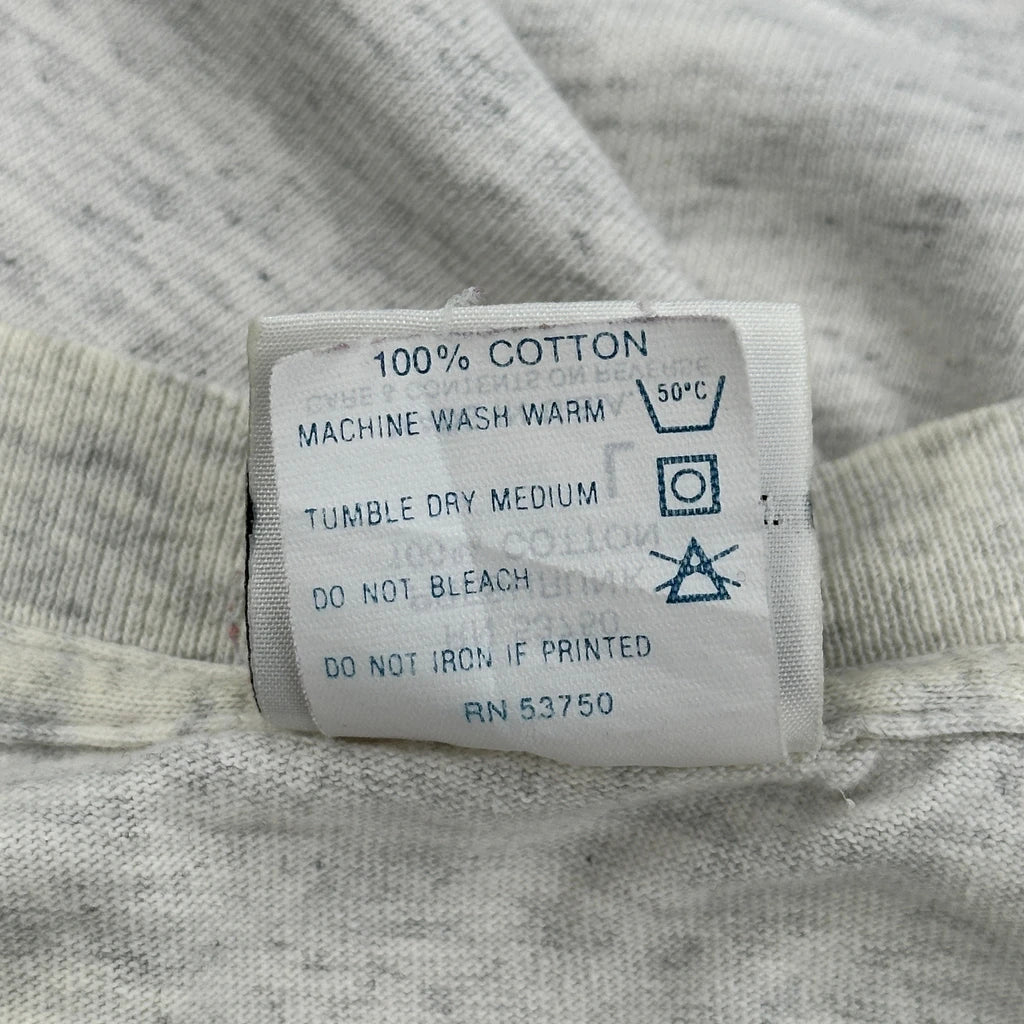 100% COTTON
MACHINE WASH WARM 50°C
TUMBLE DRY MEDIUM
DO NOT BLEACH
DO NOT IRON IF PRINTED
RN 53750